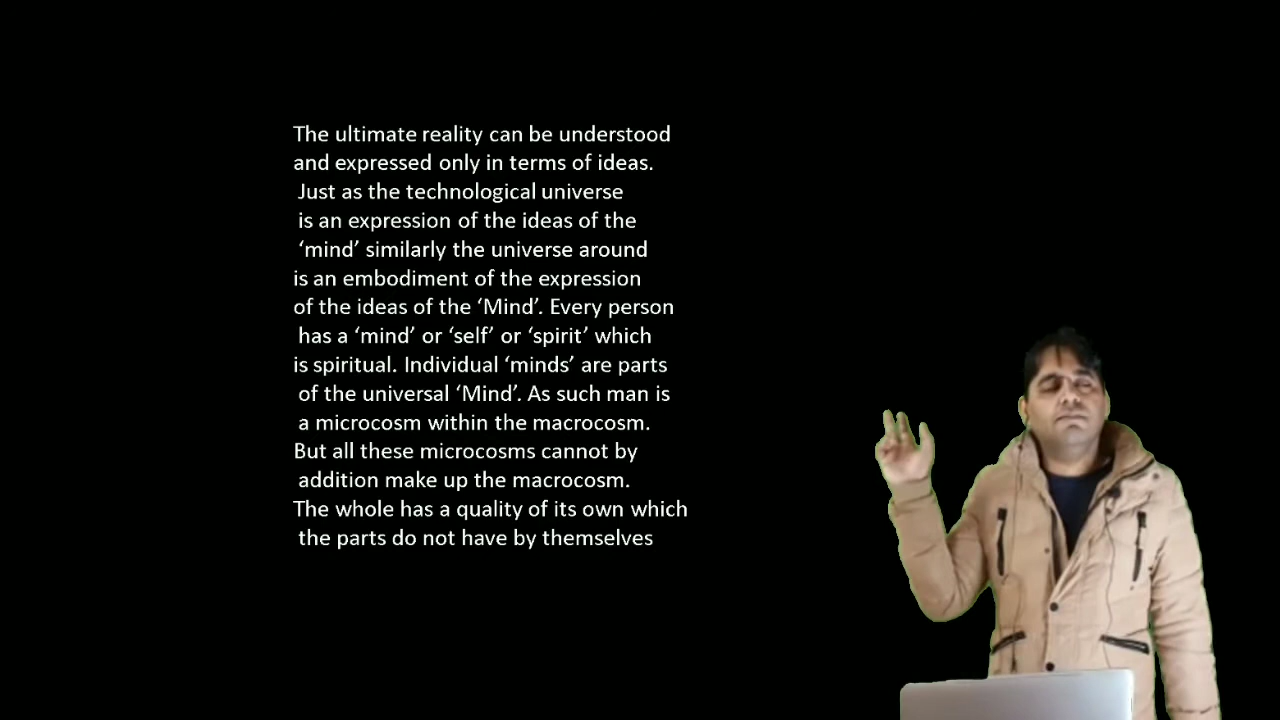 The ultimate reality can be understood
and expressed only in terms of ideas.
Just as the technological universe
is an expression of the ideas of the
‘mind’ similarly the universe around
is an embodiment of the expression
of the ideas of the ‘Mind’. Every person
has a ‘mind’ or ‘self’ or ‘spirit’ which
is spiritual. Individual ‘minds’ are parts
of the universal ‘Mind’. As such man is
a microcosm within the macrocosm.
But all these microcosms cannot by
addition make up the macrocosm.
The whole has a quality of its own which
the parts do not have by themselves